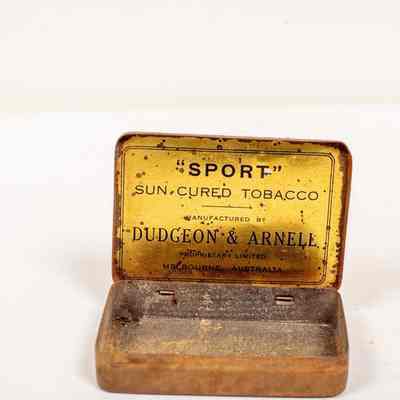 "SPORT"
SUN-CURED TOBACCO
MANUFACTURED BY
DUDGEON & ARNELL
PROPRIETARY LIMITED
MELBOURNE, AUSTRALIA